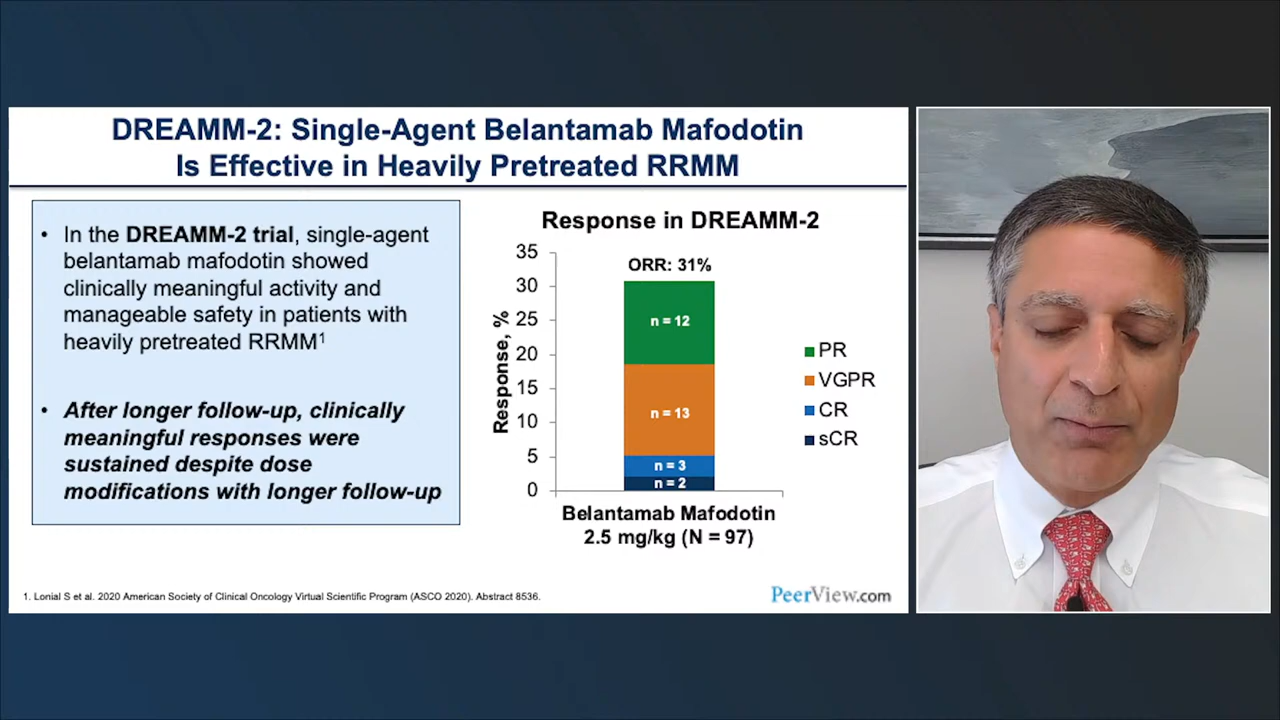 DREAMM-2: Single-Agent Belantamab Mafodotin
Is Effective in Heavily Pretreated RRMM
• In the DREAMM-2 trial, single-agent
belantamab mafodotin showed
clinically meaningful activity and
manageable safety in patients with
heavily pretreated RRMM1
• After longer follow-up, clinically
meaningful responses were
sustained despite dose
modifications with longer follow-up
Response in DREAMM-2
Response, %
35
30
25
20
15
10
5
0
ORR: 31%
n = 12
n = 13
n = 3
n = 2
PR
VGPR
CR
sCR
Belantamab Mafodotin
2.5 mg/kg (N = 97)
1. Lonial S et al. 2020 American Society of Clinical Oncology Virtual Scientific Program (ASCO 2020). Abstract 8536.
PeerView.com